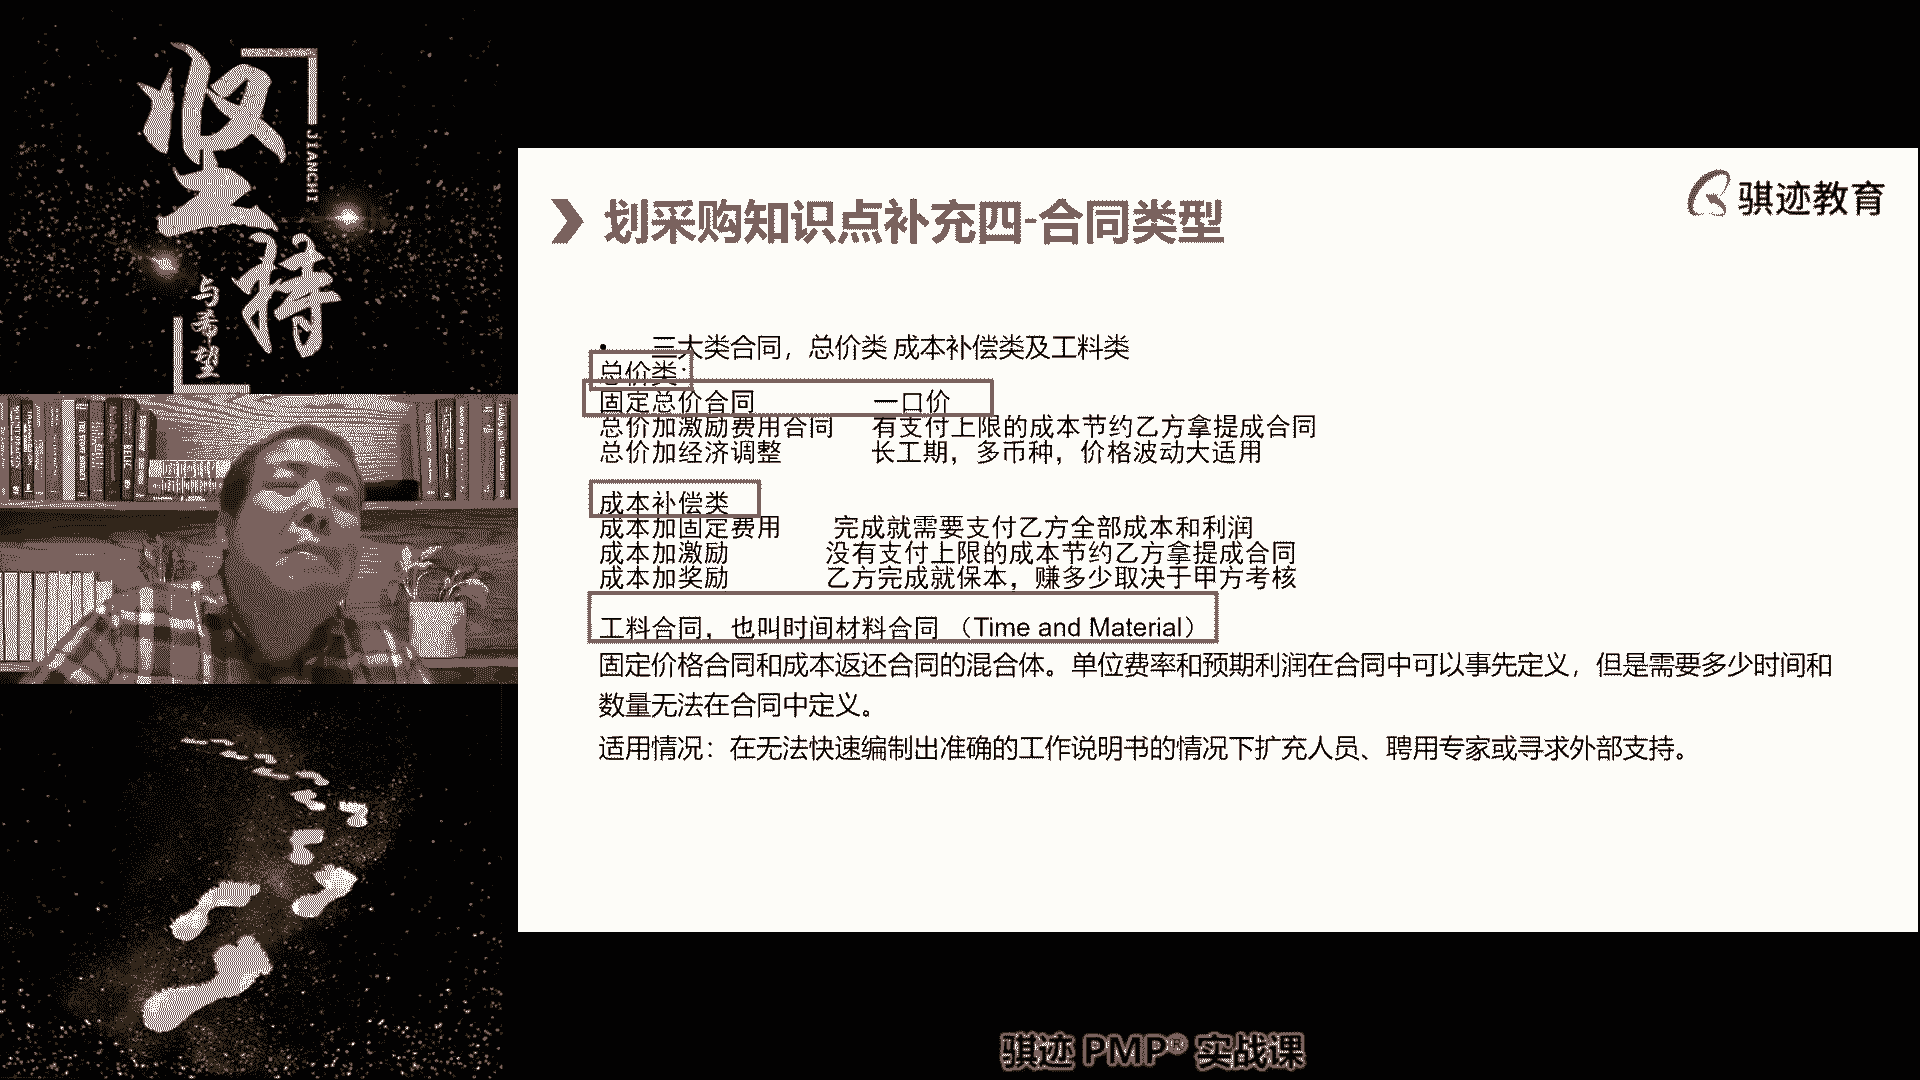 坚持
JIANCHI
与希望
划采购知识点补充四-合同类型
骐迹教育
• 三大类合同，总价类 成本补偿类及工料类
总价类：
固定总价合同 一口价
总价加激励费用合同 有支付上限的成本节约乙方拿提成合同
总价加经济调整 长工期，多币种，价格波动大适用
成本补偿类
成本加固定费用 完成就需要支付乙方全部成本和利润
成本加激励 没有支付上限的成本节约乙方拿提成合同
成本加奖励 乙方完成就保本，赚多少取决于甲方考核
工料合同，也叫时间材料合同 （Time and Material）
固定价格合同和成本返还合同的混合体。单位费率和预期利润在合同中可以事先定义，但是需要多少时间和
数量无法在合同中定义。
适用情况：在无法快速编制出准确的工作说明书的情况下扩充人员、聘用专家或寻求外部支持。
骐迹 PMP® 实战课